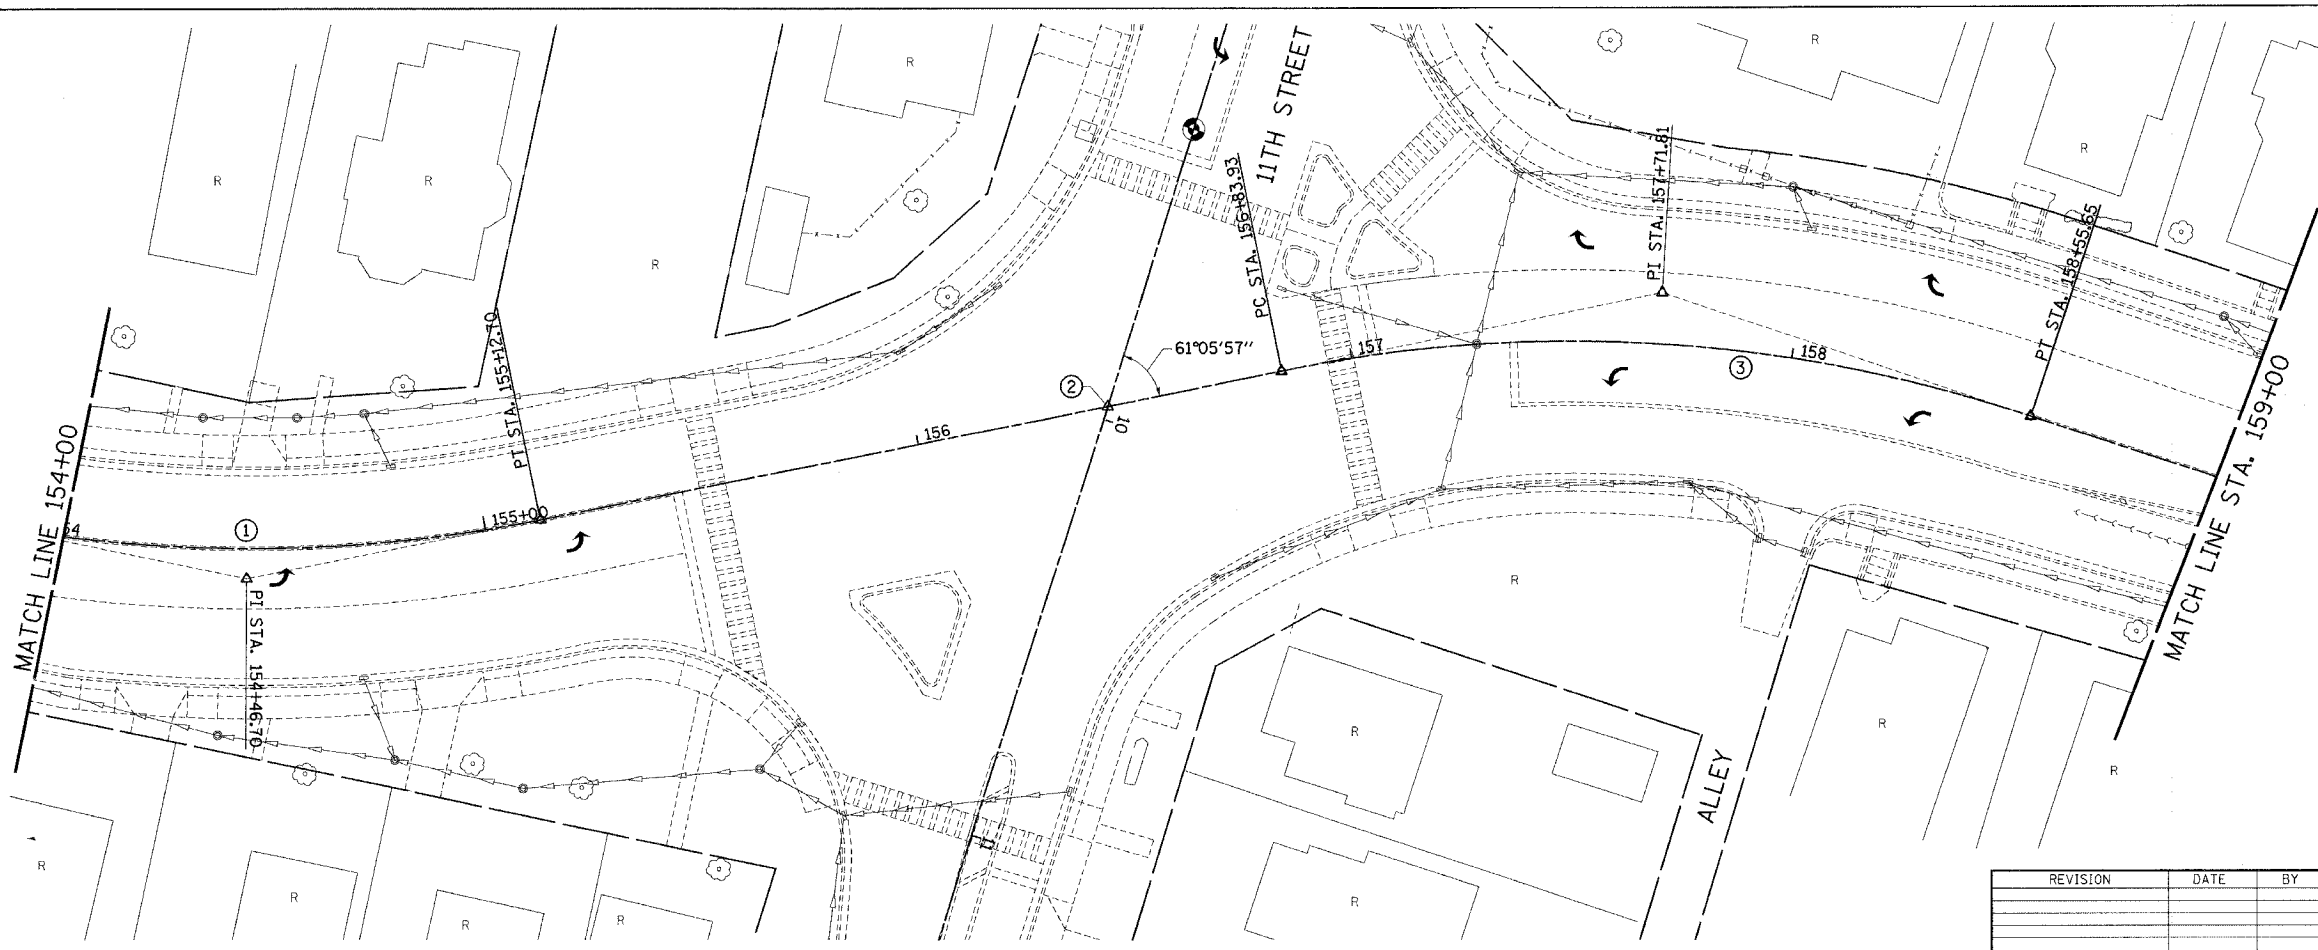 R
R
R
R
R
R
R
11TH STREET
PI STA. 157+71.81
PC STA. 156+83.93
PT STA. 158+55.65
PT STA. 155+12.70
61°05'57"
157
158
③
②
10
156
MATCH LINE STA. 159+00
MATCH LINE 154+00
54
①
155+00
PI STA. 154+46.70
R
R
R
R
ALLEY
R
R
R
R
R
REVISION DATE BY